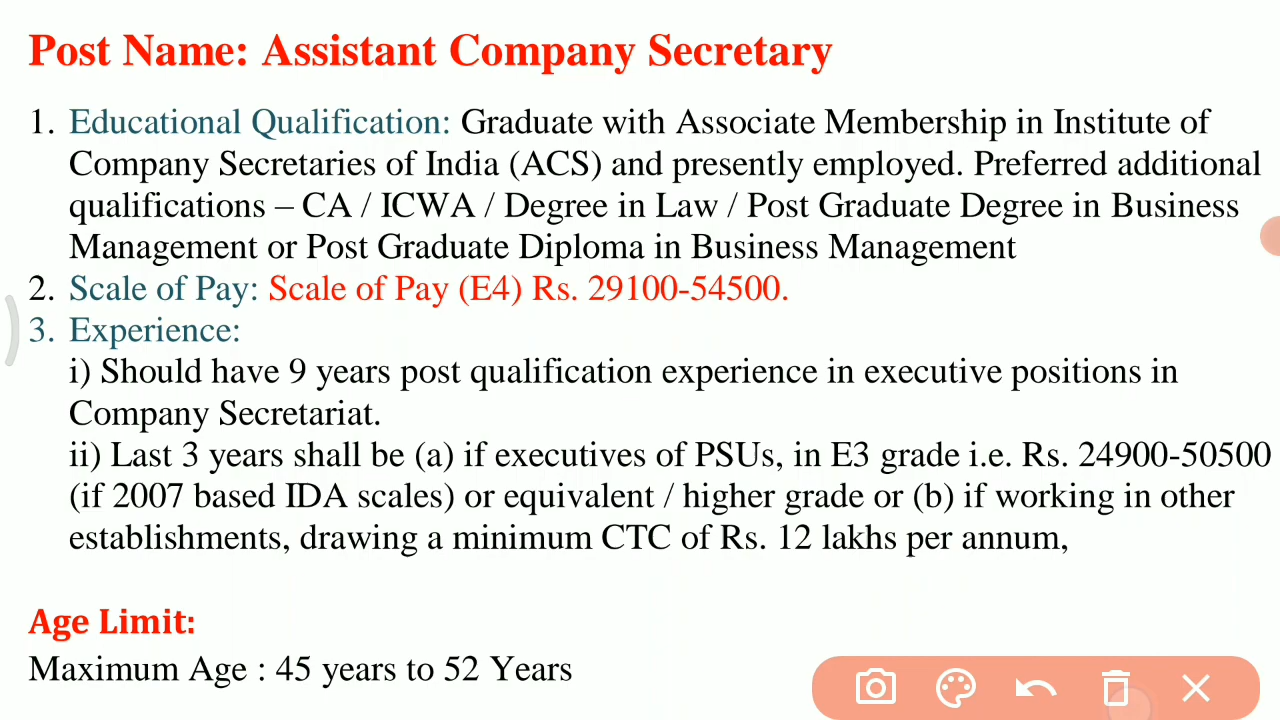 Post Name: Assistant Company Secretary
1. Educational Qualification: Graduate with Associate Membership in Institute of
Company Secretaries of India (ACS) and presently employed. Preferred additional
qualifications – CA / ICWA / Degree in Law / Post Graduate Degree in Business
Management or Post Graduate Diploma in Business Management
2. Scale of Pay: Scale of Pay (E4) Rs. 29100-54500.
3. Experience:
i) Should have 9 years post qualification experience in executive positions in
Company Secretariat.
ii) Last 3 years shall be (a) if executives of PSUs, in E3 grade i.e. Rs. 24900-50500
(if 2007 based IDA scales) or equivalent / higher grade or (b) if working in other
establishments, drawing a minimum CTC of Rs. 12 lakhs per annum,
Age Limit:
Maximum Age : 45 years to 52 Years